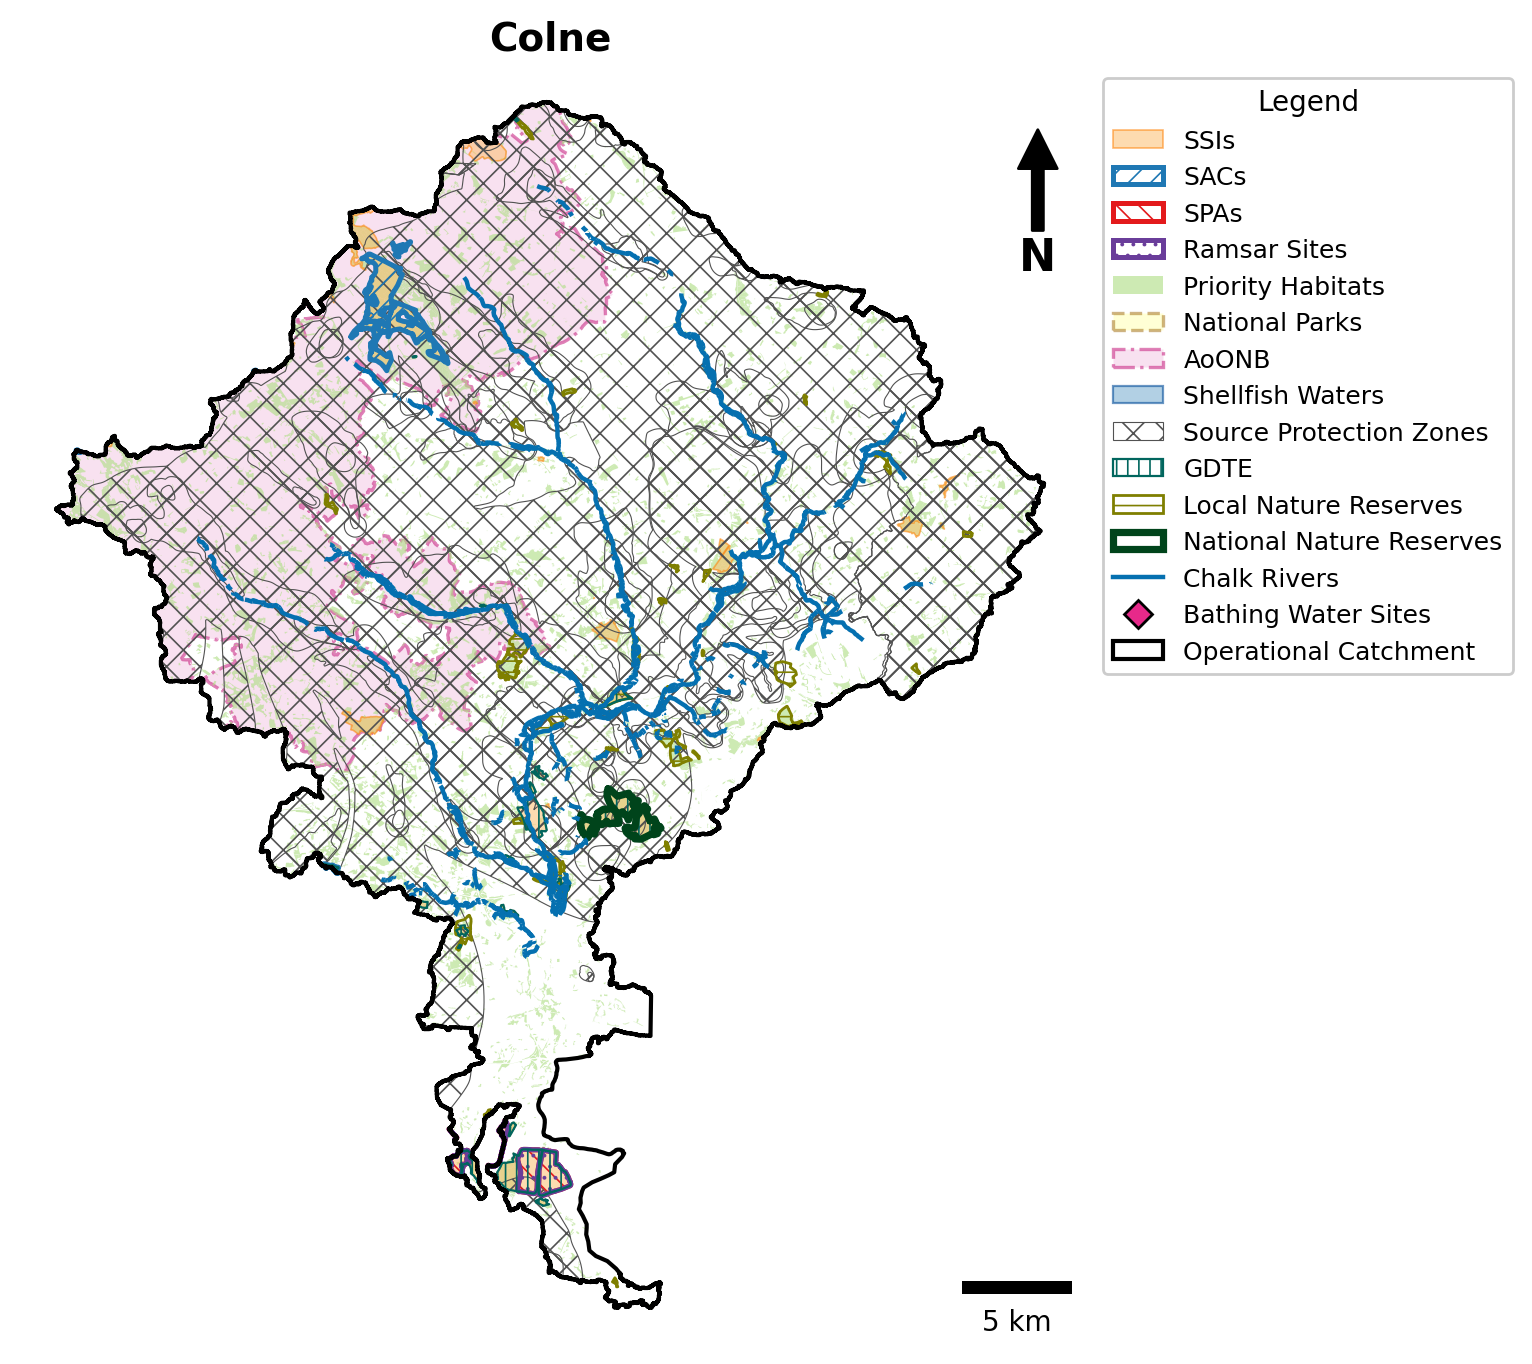 Colne
Legend
SSIs
SACs
SPAs
Ramsar Sites
Priority Habitats
National Parks
AoONB
Shellfish Waters
Source Protection Zones
GDTE
Local Nature Reserves
National Nature Reserves
Chalk Rivers
Bathing Water Sites
Operational Catchment
N
5 km